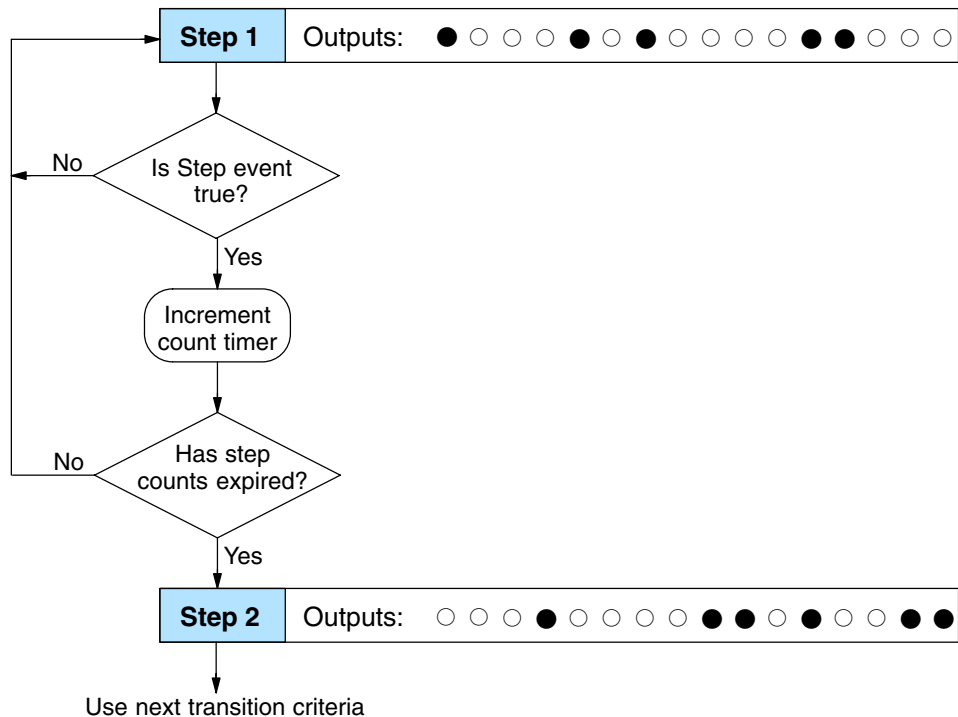 Step 1 Outputs:
Is Step event
true?
No
Yes
Increment
count timer
Has step
counts expired?
No
Yes
Step 2 Outputs:
Use next transition criteria